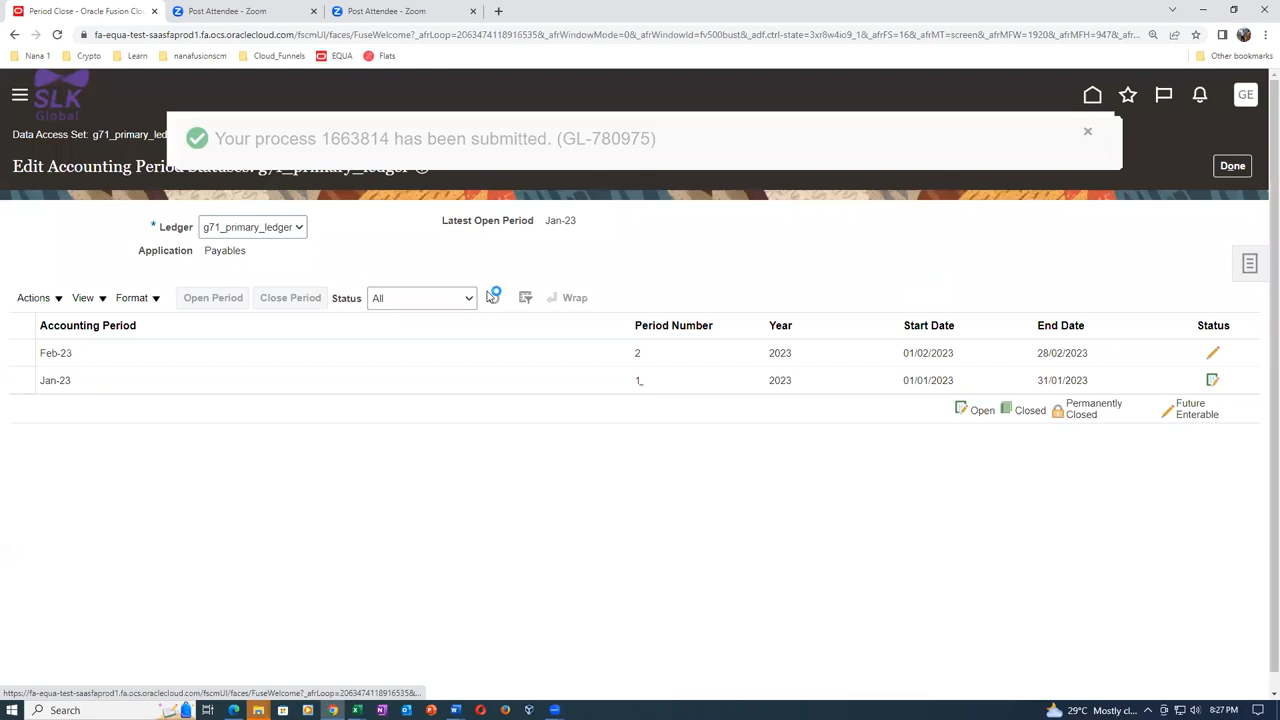 Period Close - Oracle Fusion Clou
Post Attendee - Zoom
Post Attendee - Zoom
fa-equa-test-saasfaprod1.fa.ocs.oraclecloud.com/fscmUI/faces/FuseWelcome?_afrLoop=20634741189165358&_afrWindowMode=0&_afrWindowId=fv500bust&_adf.ctrl-state=3xr8w4io9_1&_afrFS=16&_afrMT=screen&_afrMFW=1920&_afrMFH=947&_afr...
Nana 1
Crypto
Learn
nanafusionscm
Cloud_Funnels
EQUA
Flats
Other bookmarks
SLK
Global
GE
Data Access Set: g71_primary_led
Your process 1663814 has been submitted. (GL-780975)
Edit Accounting Period Statuses: g71_primary_ledger
Done
* Ledger g71_primary_ledger
Latest Open Period Jan-23
Application Payables
Actions View Format Open Period Close Period Status All Wrap
Accounting Period Period Number Year Start Date End Date Status
Feb-23 2 2023 01/02/2023 28/02/2023
Jan-23 1 2023 01/01/2023 31/01/2023
Open Closed Permanently Closed Future Enterable
https://fa-equa-test-saasfaprod1.fa.ocs.oraclecloud.com/fscmUI/faces/FuseWelcome?_afrLoop=20634741189165358&...
Search
29°C Mostly cl...
ENG
8:27 PM